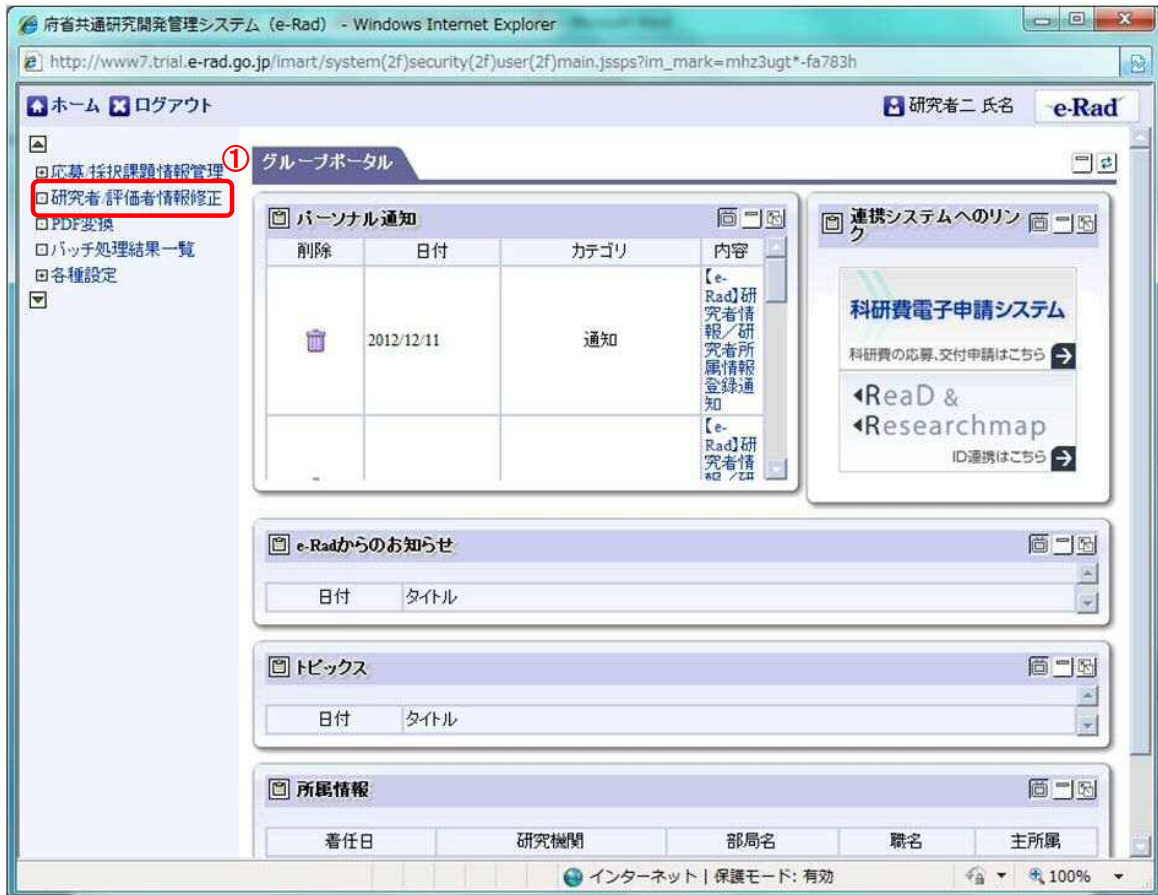 府省共通研究開発管理システム（e-Rad） - Windows Internet Explorer
http://www7.trial.e-rad.go.jp/imart/system(2f)security(2f)user(2f)main.jssps?im_mark=mhz3ugt*-fa783h
ホーム ログアウト 研究者二 氏名 e-Rad
応募/採択課題情報管理
① 研究者/評価者情報修正
PDF変換
バッチ処理結果一覧
各種設定
グループポータル
パーソナル通知
削除 日付 カテゴリ 内容
2012/12/11 通知
【e-
Rad】研
究者情
報／研
究者所
属情報
登録通
知
【e-
Rad】研
究者情
報／研
連携システムへのリン
ク
科研費電子申請システム
科研費の応募、交付申請はこちら
ReaD &
Researchmap
ID連携はこちら
e-Radからのお知らせ
日付 タイトル
トピックス
日付 タイトル
所属情報
着任日 研究機関 部局名 職名 主所属
インターネット | 保護モード: 有効 100%